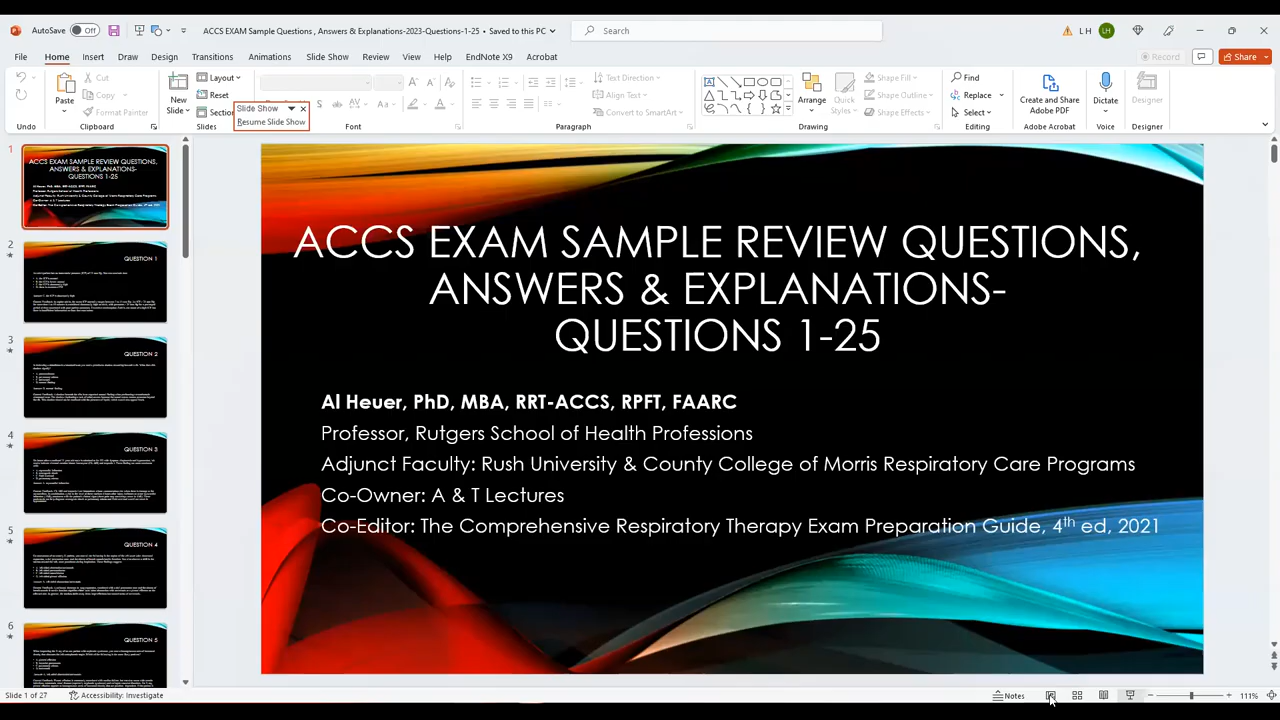 AutoSave Off
ACCS EXAM Sample Questions , Answers & Explanations-2023-Questions-1-25 • Saved to this PC
Search
L H LH
File Home Insert Draw Design Transitions Animations Slide Show Record Review View Help EndNote X9 Acrobat
Record Share
Paste
Cut
Copy
Format Painter
New Slide
Layout
Reset
Section
Slide Show
Resume Slide Show
Text Direction
Align Text
Convert to SmartArt
Arrange
Quick Styles
Shape Fill
Shape Outline
Shape Effects
Find
Replace
Select
Create and Share Adobe PDF
Dictate
Designer
Undo Clipboard Slides Font Paragraph Drawing Editing Adobe Acrobat Voice Designer
1
ACCS EXAM SAMPLE REVIEW QUESTIONS,
ANSWERS & EXPLANATIONS-
QUESTIONS 1-25
2
QUESTION 1
3
QUESTION 2
4
QUESTION 3
5
QUESTION 4
6
QUESTION 5
ACCS EXAM SAMPLE REVIEW QUESTIONS,
ANSWERS & EXPLANATIONS-
QUESTIONS 1-25
Al Heuer, PhD, MBA, RRT-ACCS, RPFT, FAARC
Professor, Rutgers School of Health Professions
Adjunct Faculty: Rush University & County College of Morris Respiratory Care Programs
Co-Owner: A & T Lectures
Co-Editor: The Comprehensive Respiratory Therapy Exam Preparation Guide, 4th ed, 2021
Slide 1 of 27 Accessibility: Investigate
Notes
111%